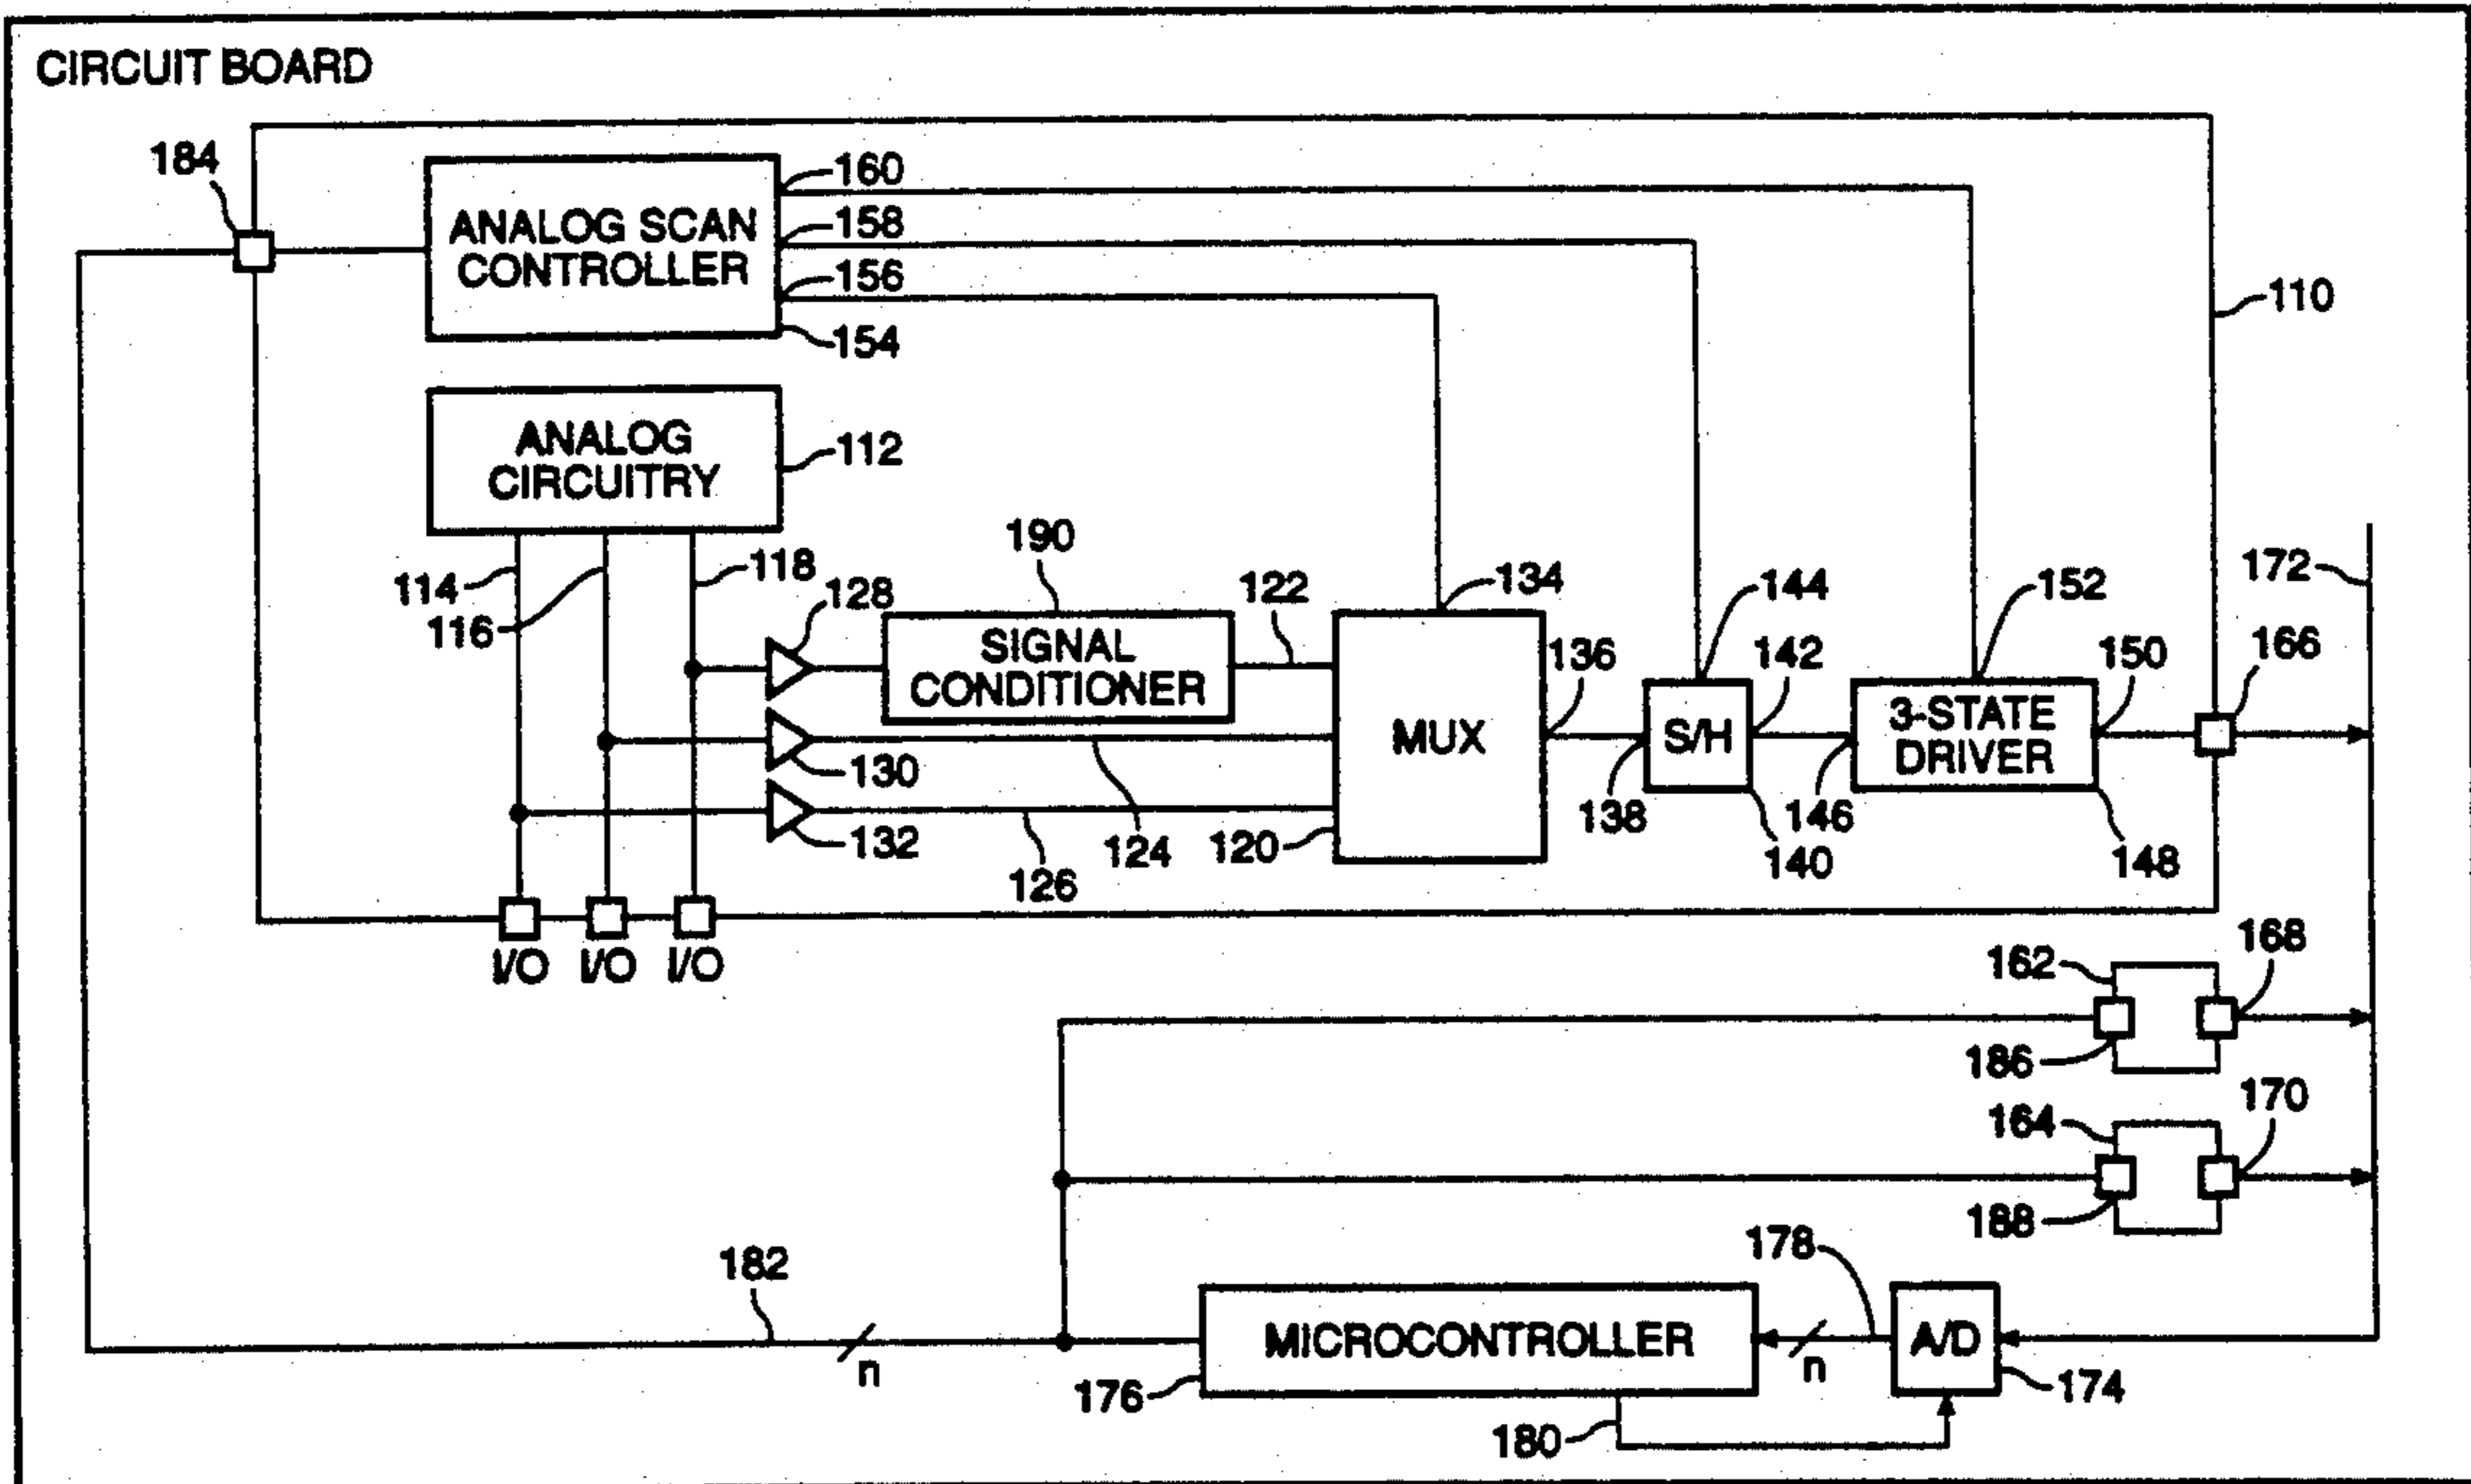 CIRCUIT BOARD
184
160
ANALOG SCAN
CONTROLLER
158
156
154
110
ANALOG
CIRCUITRY
112
114
116
118
128
190
122
134
144
152
172
SIGNAL
CONDITIONER
136
142
150
166
MUX
S/H
3-STATE
DRIVER
130
132
124
126
120
138
140
146
148
I/O
I/O
I/O
162
168
186
164
170
188
182
n
178
MICROCONTROLLER
n
A/D
176
174
180